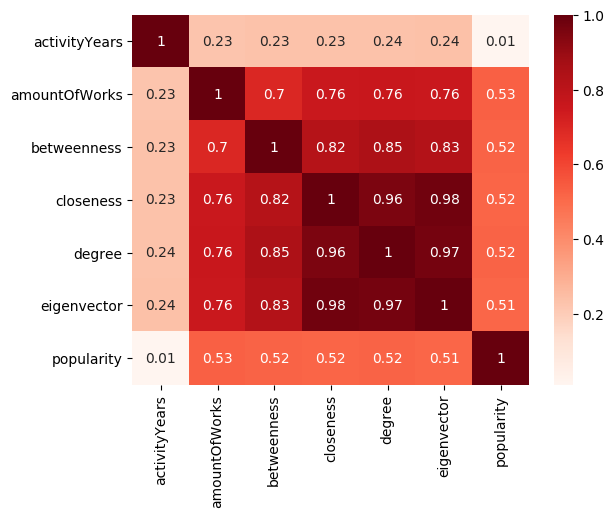 activityYears 1 0.23 0.23 0.23 0.24 0.24 0.01
amountOfWorks 0.23 1 0.7 0.76 0.76 0.76 0.53
betweenness 0.23 0.7 1 0.82 0.85 0.83 0.52
closeness 0.23 0.76 0.82 1 0.96 0.98 0.52
degree 0.24 0.76 0.85 0.96 1 0.97 0.52
eigenvector 0.24 0.76 0.83 0.98 0.97 1 0.51
popularity 0.01 0.53 0.52 0.52 0.52 0.51 1
activityYears
amountOfWorks
betweenness
closeness
degree
eigenvector
popularity
1.0
0.8
0.6
0.4
0.2